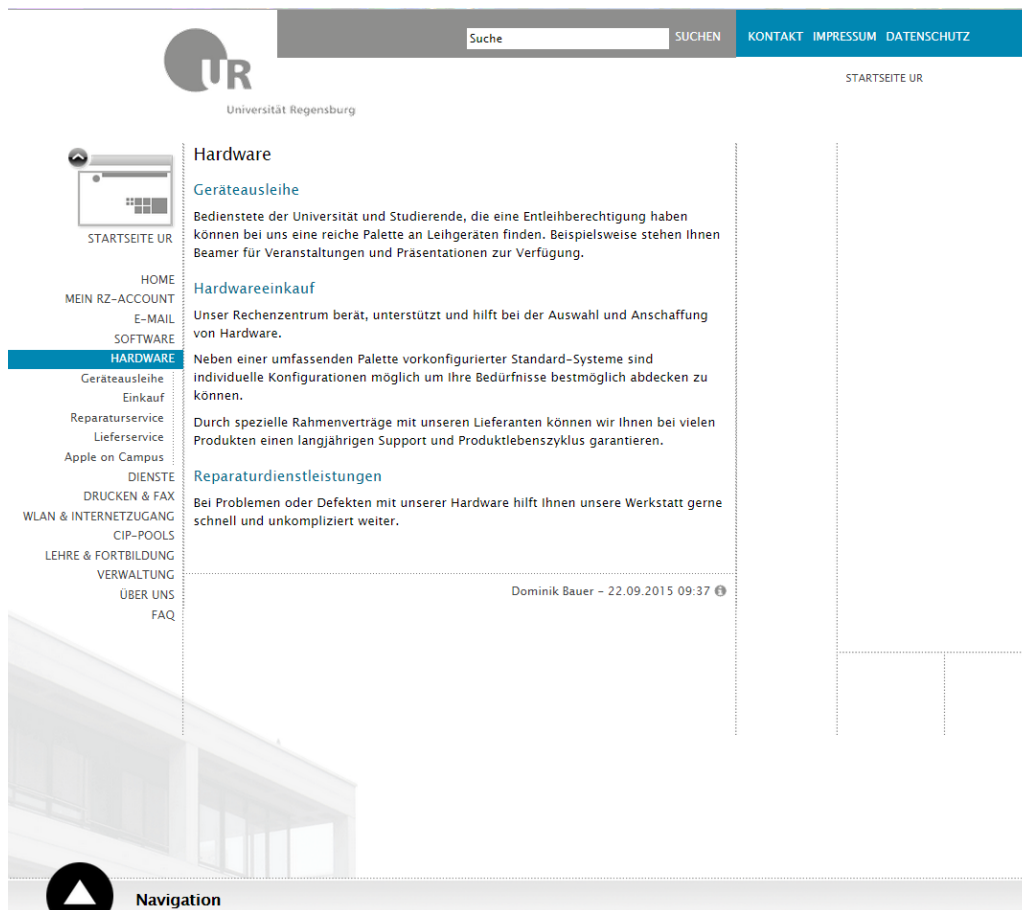 Suche
SUCHEN
KONTAKT IMPRESSUM DATENSCHUTZ
STARTSEITE UR
UR
Universität Regensburg
STARTSEITE UR
HOME
MEIN RZ-ACCOUNT
E-MAIL
SOFTWARE
HARDWARE
Geräteausleihe
Einkauf
Reparaturservice
Lieferservice
Apple on Campus
DIENSTE
DRUCKEN & FAX
WLAN & INTERNETZUGANG
CIP-POOLS
LEHRE & FORTBILDUNG
VERWALTUNG
ÜBER UNS
FAQ
Hardware
Geräteausleihe
Bedienstete der Universität und Studierende, die eine Entleihberechtigung haben
können bei uns eine reiche Palette an Leihgeräten finden. Beispielsweise stehen Ihnen
Beamer für Veranstaltungen und Präsentationen zur Verfügung.
Hardwareeinkauf
Unser Rechenzentrum berät, unterstützt und hilft bei der Auswahl und Anschaffung
von Hardware.
Neben einer umfassenden Palette vorkonfigurierter Standard-Systeme sind
individuelle Konfigurationen möglich um Ihre Bedürfnisse bestmöglich abdecken zu
können.
Durch spezielle Rahmenverträge mit unseren Lieferanten können wir Ihnen bei vielen
Produkten einen langjährigen Support und Produktlebenszyklus garantieren.
Reparaturdienstleistungen
Bei Problemen oder Defekten mit unserer Hardware hilft Ihnen unsere Werkstatt gerne
schnell und unkompliziert weiter.
Dominik Bauer - 22.09.2015 09:37
Navigation